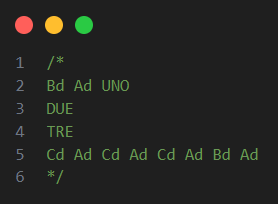 1 /*
2 Bd Ad UNO
3 DUE
4 TRE
5 Cd Ad Cd Ad Cd Ad Bd Ad
6 */